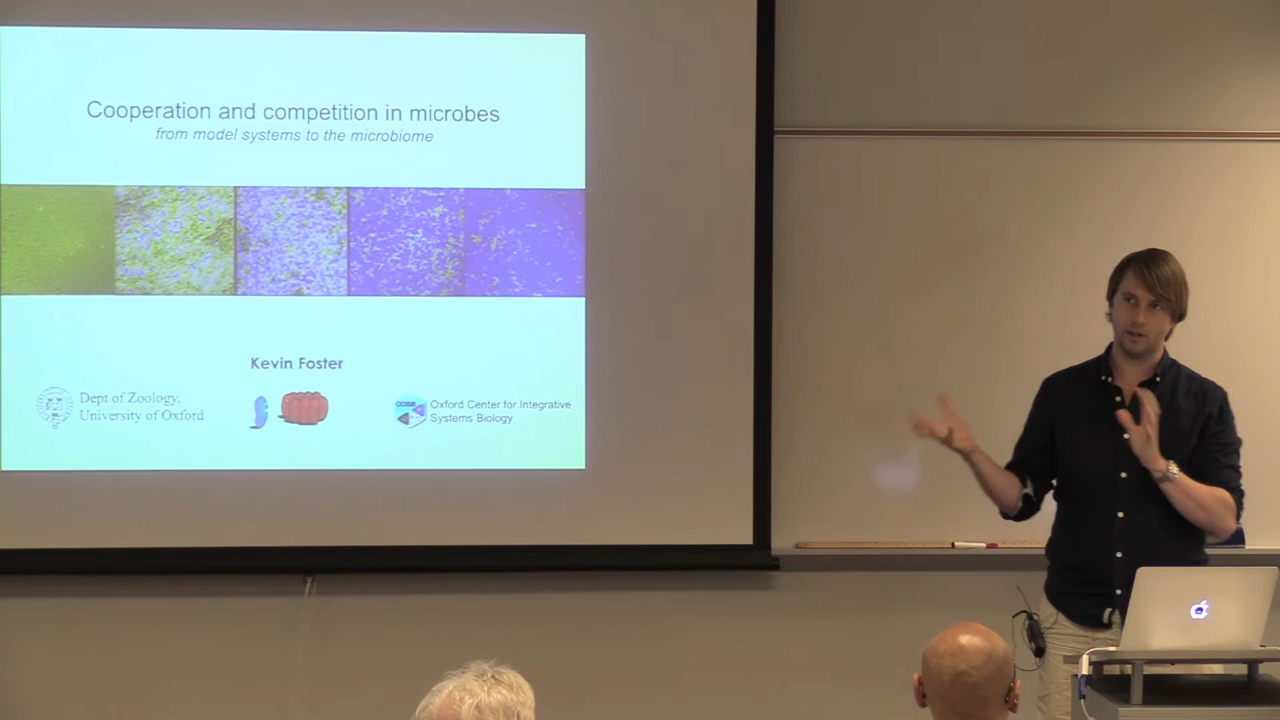 Cooperation and competition in microbes
from model systems to the microbiome
Kevin Foster
Dept of Zoology,
University of Oxford
OCISB
Oxford Center for Integrative
Systems Biology